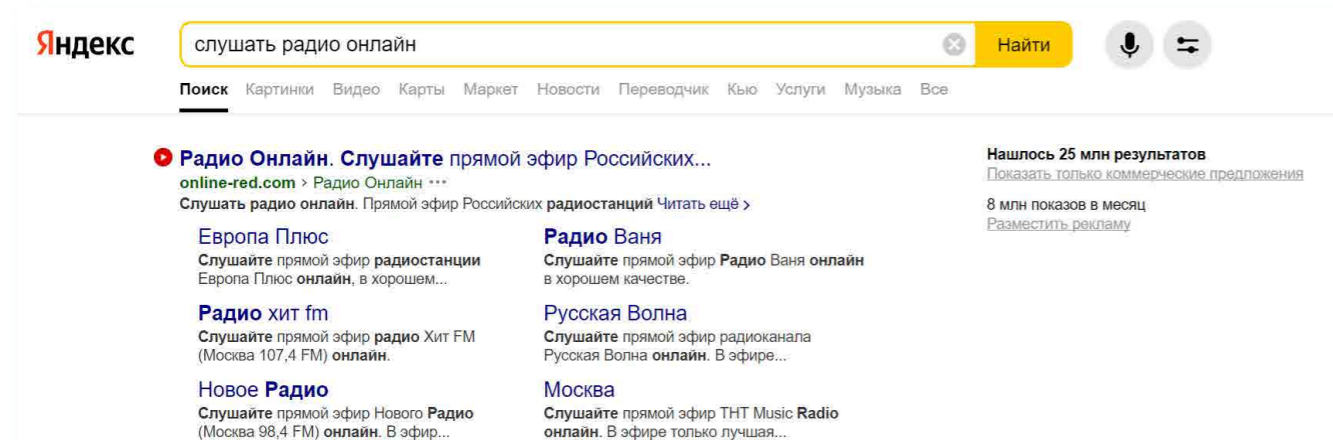 Яндекс
слушать радио онлайн
Найти
Поиск Картинки Видео Карты Маркет Новости Переводчик Кью Услуги Музыка Все
Радио Онлайн. Слушайте прямой эфир Российских...
online-red.com › Радио Онлайн
Слушать радио онлайн. Прямой эфир Российских радиостанций Читать ещё >
Европа Плюс
Слушайте прямой эфир радиостанции
Европа Плюс онлайн, в хорошем...
Радио Ваня
Слушайте прямой эфир Радио Ваня онлайн
в хорошем качестве.
Радио хит fm
Слушайте прямой эфир радио Хит FM
(Москва 107,4 FM) онлайн.
Русская Волна
Слушайте прямой эфир радиоканала
Русская Волна онлайн. В эфире...
Новое Радио
Слушайте прямой эфир Нового Радио
(Москва 98,4 FM) онлайн. В эфир...
Москва
Слушайте прямой эфир ТНТ Music Radio
онлайн. В эфире только лучшая...
Нашлось 25 млн результатов
Показать только коммерческие предложения
8 млн показов в месяц
Разместить рекламу